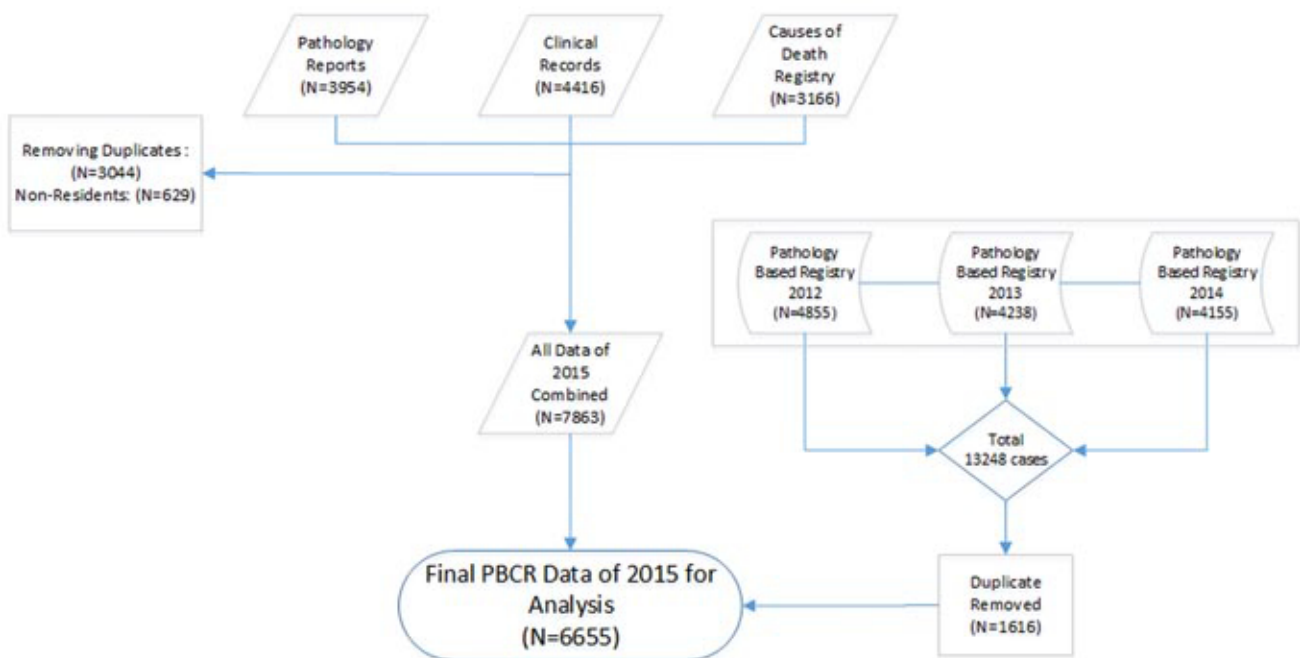 Pathology
Reports
(N=3954)
Clinical
Records
(N=4416)
Causes of
Death
Registry
(N=3166)
Removing Duplicates :
(N=3044)
Non-Residents: (N=629)
Pathology
Based Registry
2012
(N=4855)
Pathology
Based Registry
2013
(N=4238)
Pathology
Based Registry
2014
(N=4155)
All Data of
2015
Combined
(N=7863)
Total
13248 cases
Final PBCR Data of 2015 for
Analysis
(N=6655)
Duplicate
Removed
(N=1616)